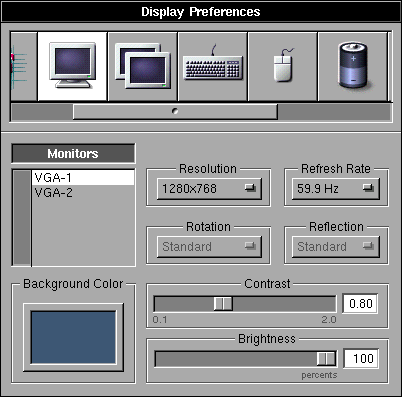 Display Preferences
Monitors
VGA-1
VGA-2
Resolution
1280x768
Refresh Rate
59.9 Hz
Rotation
Standard
Reflection
Standard
Background Color
Contrast
0.80
0.1 2.0
Brightness
100
percents